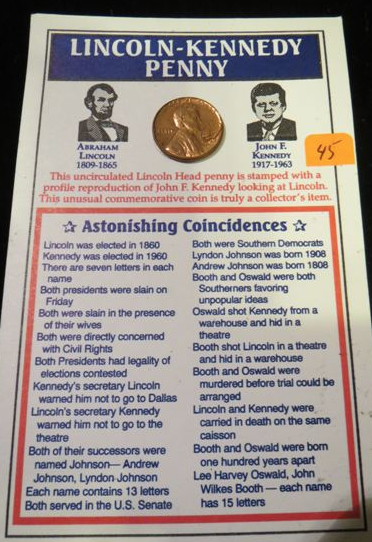 LINCOLN-KENNEDY
PENNY
ABRAHAM
LINCOLN
1809-1865
JOHN F.
KENNEDY
1917-1963
45
This uncirculated Lincoln Head penny is stamped with a
profile reproduction of John F. Kennedy looking at Lincoln.
This unusual commemorative coin is truly a collector's item.
☆ Astonishing Coincidences ☆
Lincoln was elected in 1860
Kennedy was elected in 1960
There are seven letters in each
name
Both presidents were slain on
Friday
Both were slain in the presence
of their wives
Both were directly concerned
with Civil Rights
Both Presidents had legality of
elections contested
Kennedy's secretary Lincoln
warned him not to go to Dallas
Lincoln's secretary Kennedy
warned him not to go to the
theatre
Both of their successors were
named Johnson— Andrew
Johnson, Lyndon Johnson
Each name contains 13 letters
Both served in the U.S. Senate
Both were Southern Democrats
Lyndon Johnson was born 1908
Andrew Johnson was born 1808
Booth and Oswald were both
Southerners favoring
unpopular ideas
Oswald shot Kennedy from a
warehouse and hid in a
theatre
Booth shot Lincoln in a theatre
and hid in a warehouse
Booth and Oswald were
murdered before trial could be
arranged
Lincoln and Kennedy were
carried in death on the same
caisson
Booth and Oswald were born
one hundred years apart
Lee Harvey Oswald, John
Wilkes Booth — each name
has 15 letters